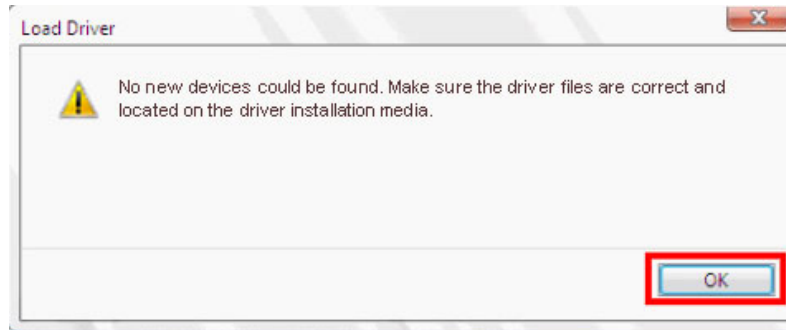 Load Driver
No new devices could be found. Make sure the driver files are correct and
located on the driver installation media.
OK